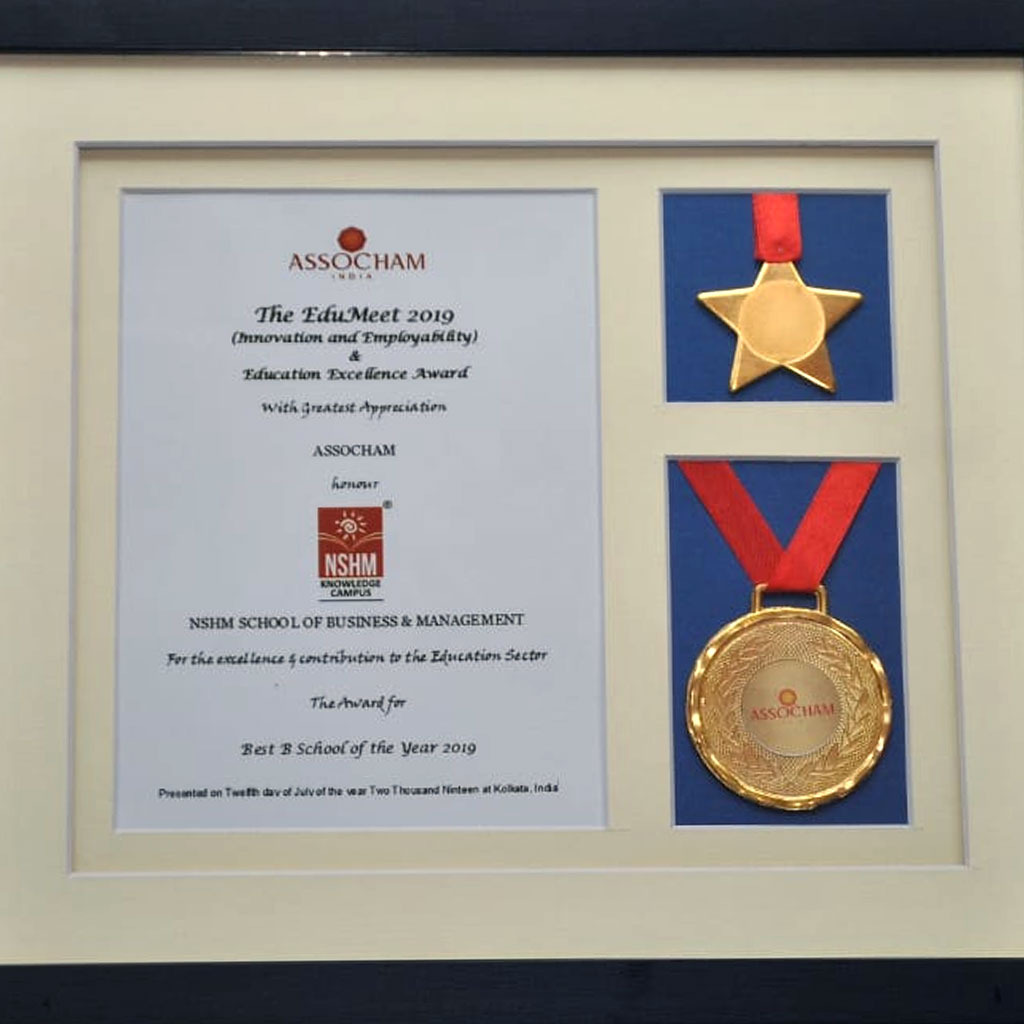 ASSOCHAM
INDIA
The EduMeet 2019
(Innovation and Employability)
&
Education Excellence Award
With Greatest Appreciation
ASSOCHAM
honour
®
NSHM
KNOWLEDGE
CAMPUS
NSHM SCHOOL OF BUSINESS & MANAGEMENT
For the excellence & contribution to the Education Sector
The Award for
Best B School of the Year 2019
Presented on Twelfth day of July of the year Two Thousand Ninteen at Kolkata, India
ASSOCHAM